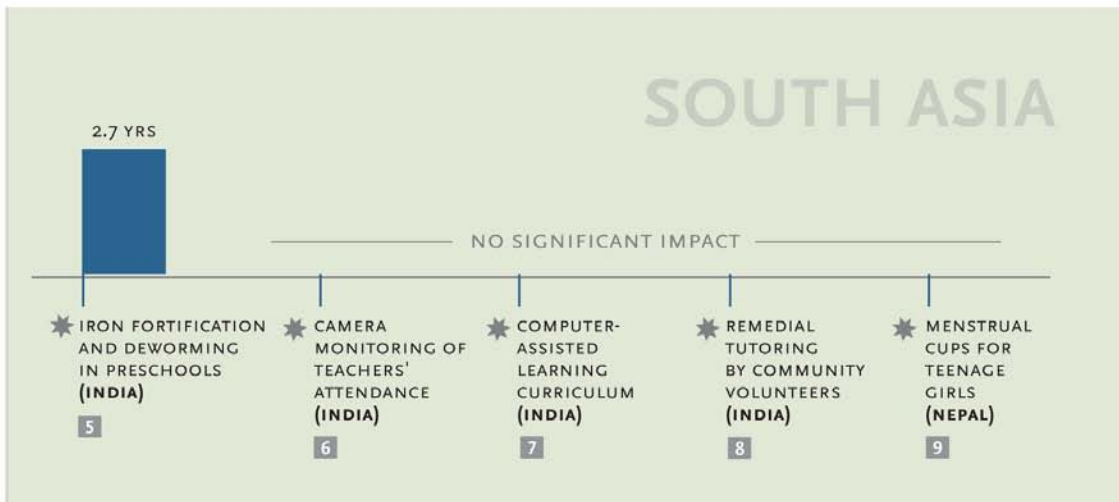 SOUTH ASIA
2.7 YRS
NO SIGNIFICANT IMPACT
IRON FORTIFICATION
AND DEWORMING
IN PRESCHOOLS
(INDIA)
5
CAMERA
MONITORING OF
TEACHERS'
ATTENDANCE
(INDIA)
6
COMPUTER-
ASSISTED
LEARNING
CURRICULUM
(INDIA)
7
REMEDIAL
TUTORING
BY COMMUNITY
VOLUNTEERS
(INDIA)
8
MENSTRUAL
CUPS FOR
TEENAGE
GIRLS
(NEPAL)
9